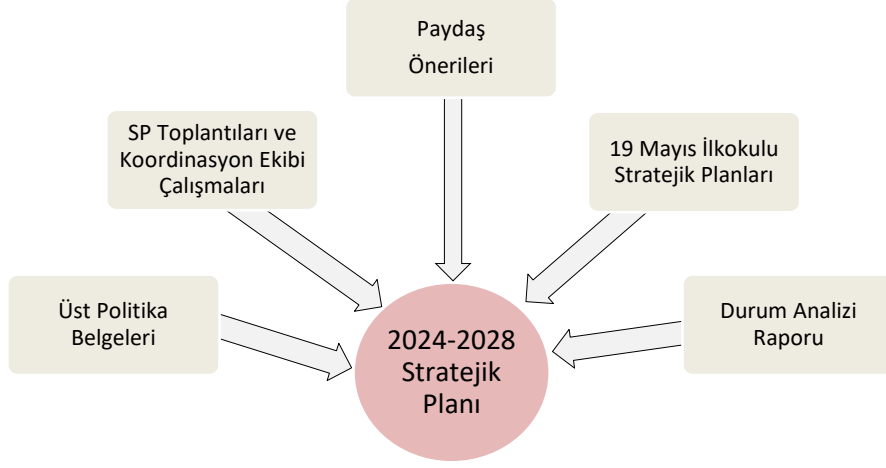 Paydaş
Önerileri
SP Toplantıları ve
Koordinasyon Ekibi
Çalışmaları
19 Mayıs İlkokulu
Stratejik Planları
Üst Politika
Belgeleri
Durum Analizi
Raporu
2024-2028
Stratejik
Planı